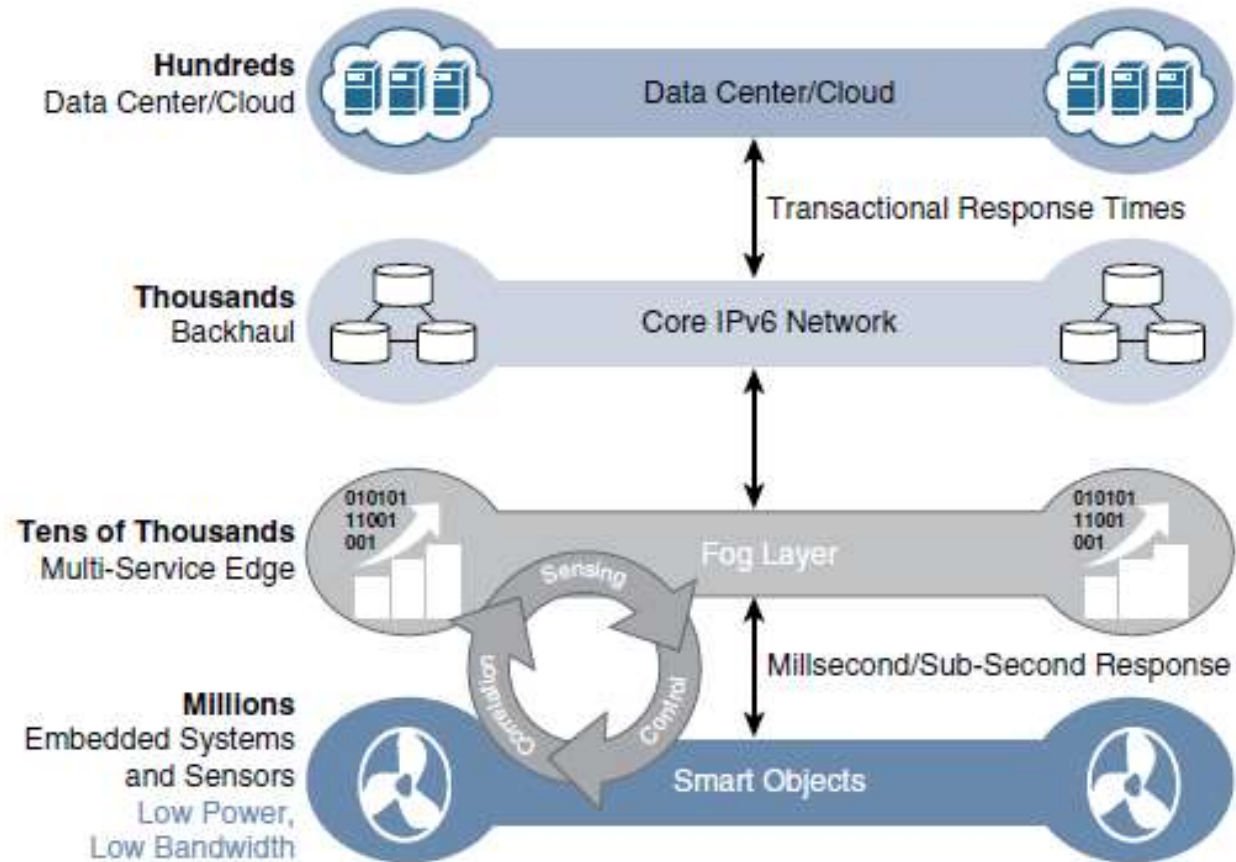 Hundreds
Data Center/Cloud
Data Center/Cloud
Transactional Response Times
Thousands
Backhaul
Core IPv6 Network
010101
11001
001
010101
11001
001
Tens of Thousands
Multi-Service Edge
Fog Layer
Sensing
Correlation
Control
Millsecond/Sub-Second Response
Millions
Embedded Systems
and Sensors
Low Power,
Low Bandwidth
Smart Objects